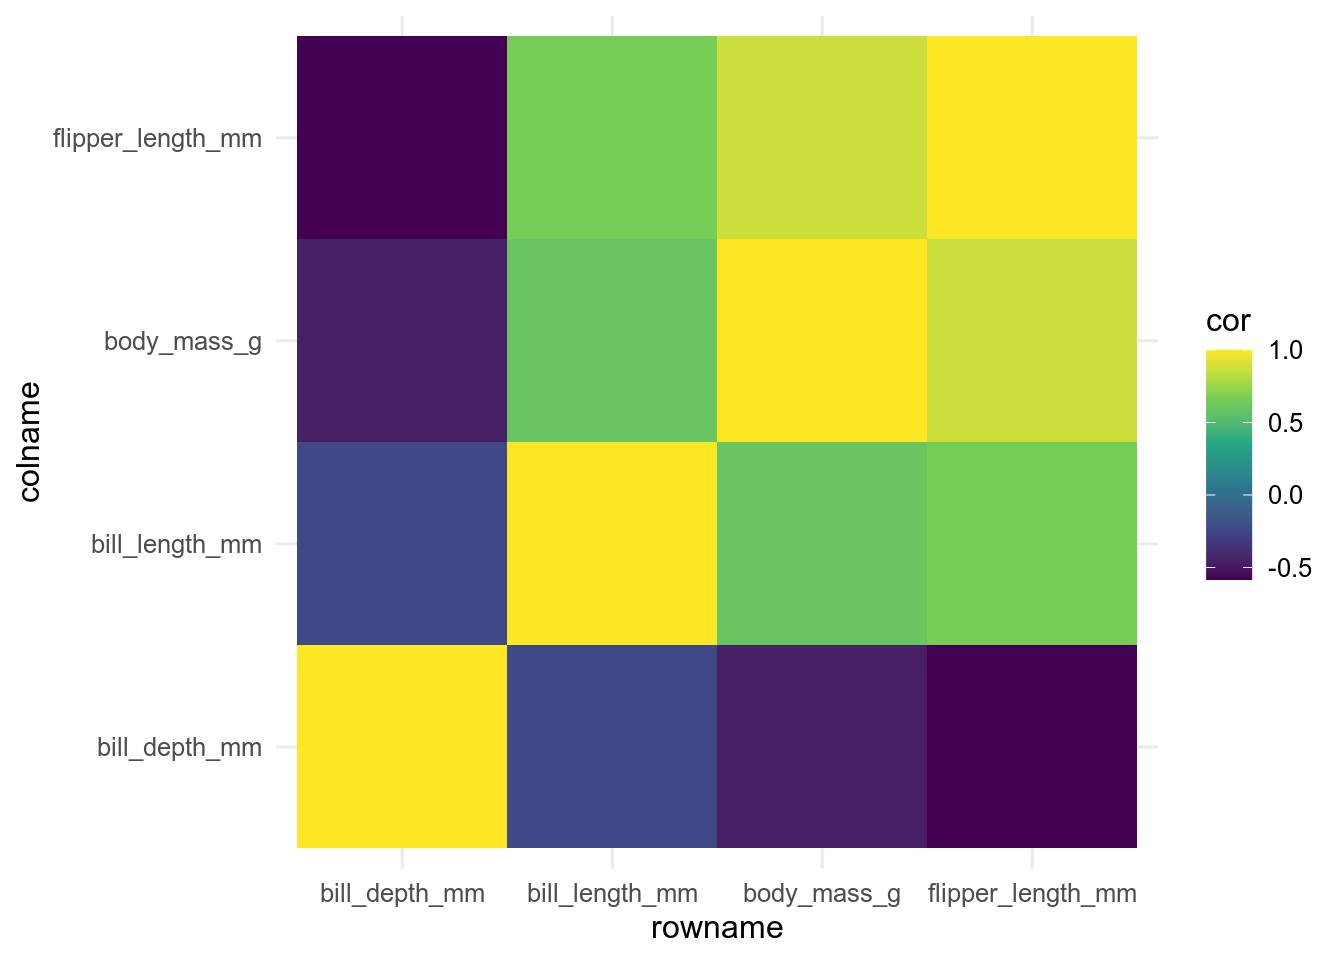 flipper_length_mm
body_mass_g
bill_length_mm
bill_depth_mm
colname
bill_depth_mm
bill_length_mm
body_mass_g
flipper_length_mm
rowname
cor
1.0
0.5
0.0
-0.5